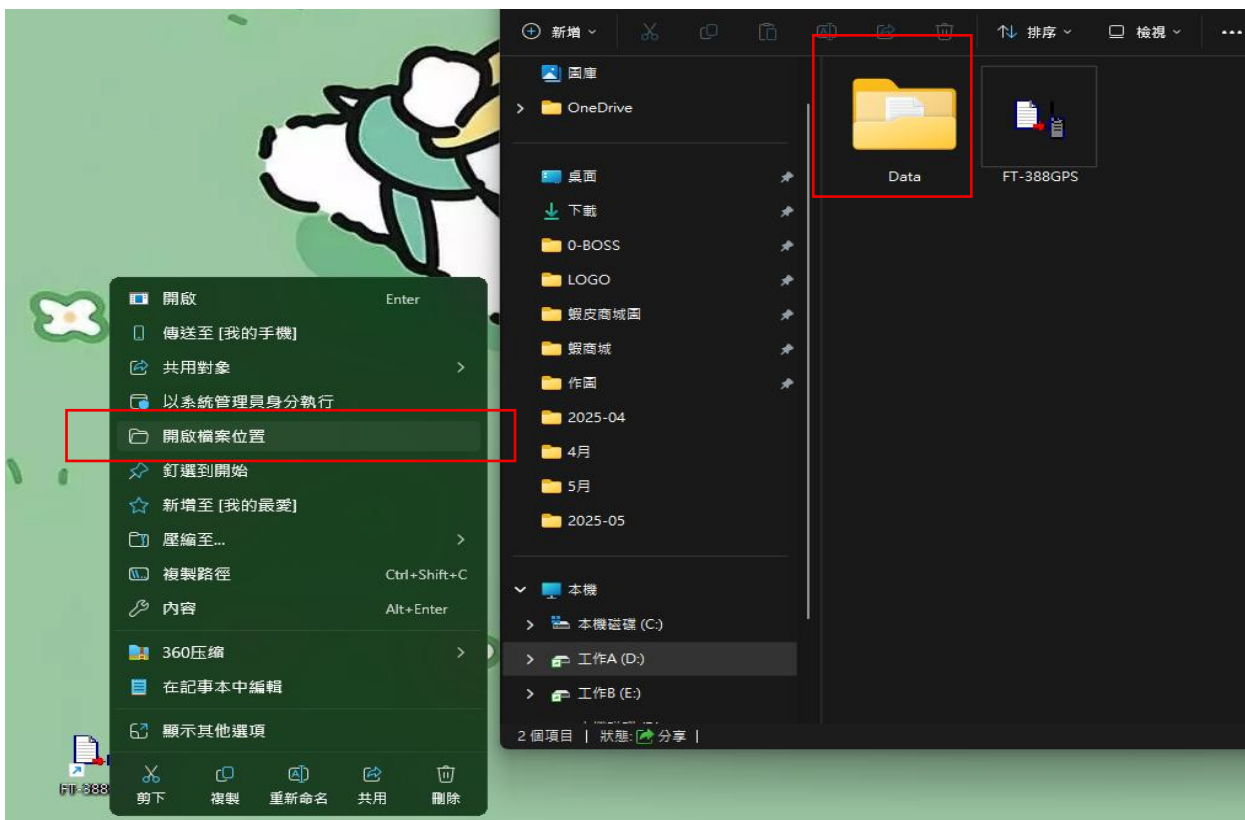 新增
排序
檢視
圖庫
OneDrive
桌面
下載
0-BOSS
LOGO
蝦皮商城圖
蝦商城
作圖
2025-04
4月
5月
2025-05
本機
本機磁碟 (C:)
工作A (D:)
工作B (E:)
2 個項目 | 狀態: 分享 |
Data
FT-388GPS
開啟 Enter
傳送至 [我的手機]
共用對象
以系統管理員身分執行
開啟檔案位置
釘選到開始
新增至 [我的最愛]
壓縮至...
複製路徑 Ctrl+Shift+C
內容 Alt+Enter
360压缩
在記事本中編輯
顯示其他選項
剪下 複製 重新命名 共用 刪除
FT-388